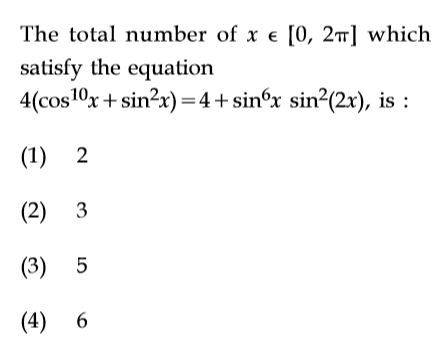 The total number of x ϵ [0, 2π] which
satisfy the equation
4(cos¹⁰x + sin²x) = 4 + sin⁶x sin²(2x), is :
(1) 2
(2) 3
(3) 5
(4) 6